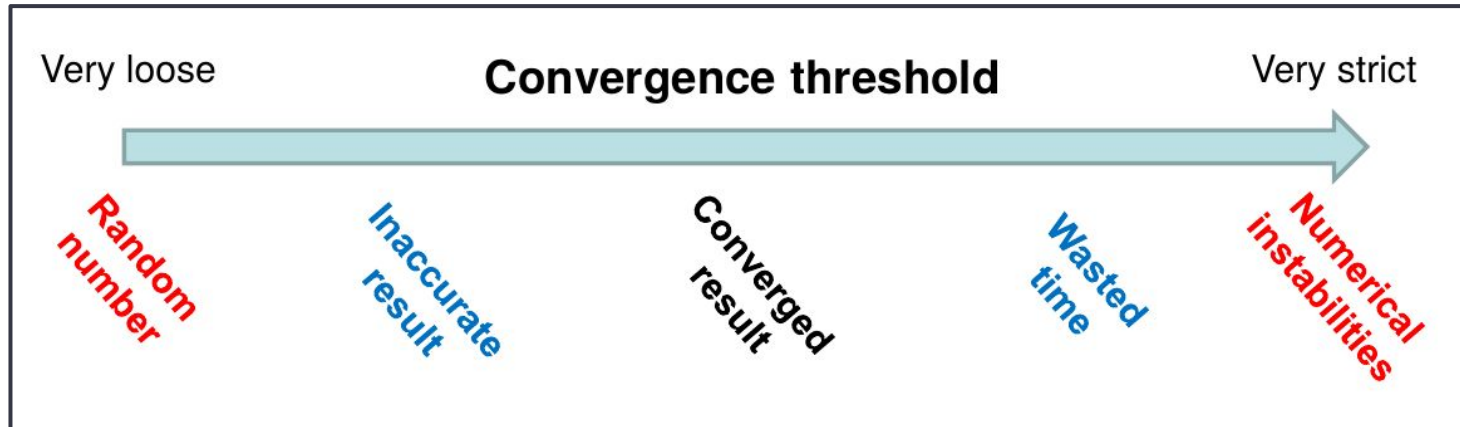 Very loose
Convergence threshold
Very strict
Random
number
Inaccurate
result
Converged
result
Wasted
time
Numerical
instabilities